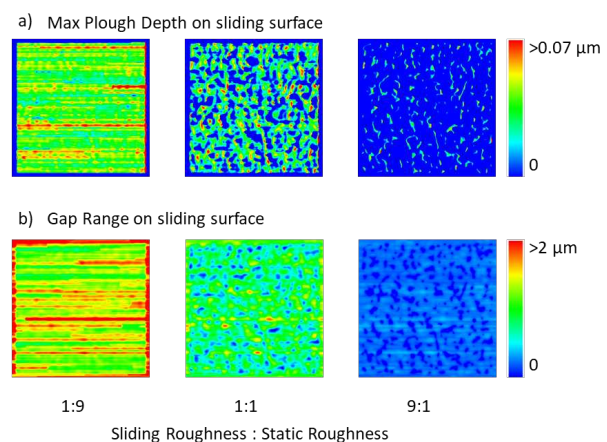 a) Max Plough Depth on sliding surface
>0.07 μm
0
b) Gap Range on sliding surface
>2 μm
0
1:9 1:1 9:1
Sliding Roughness : Static Roughness